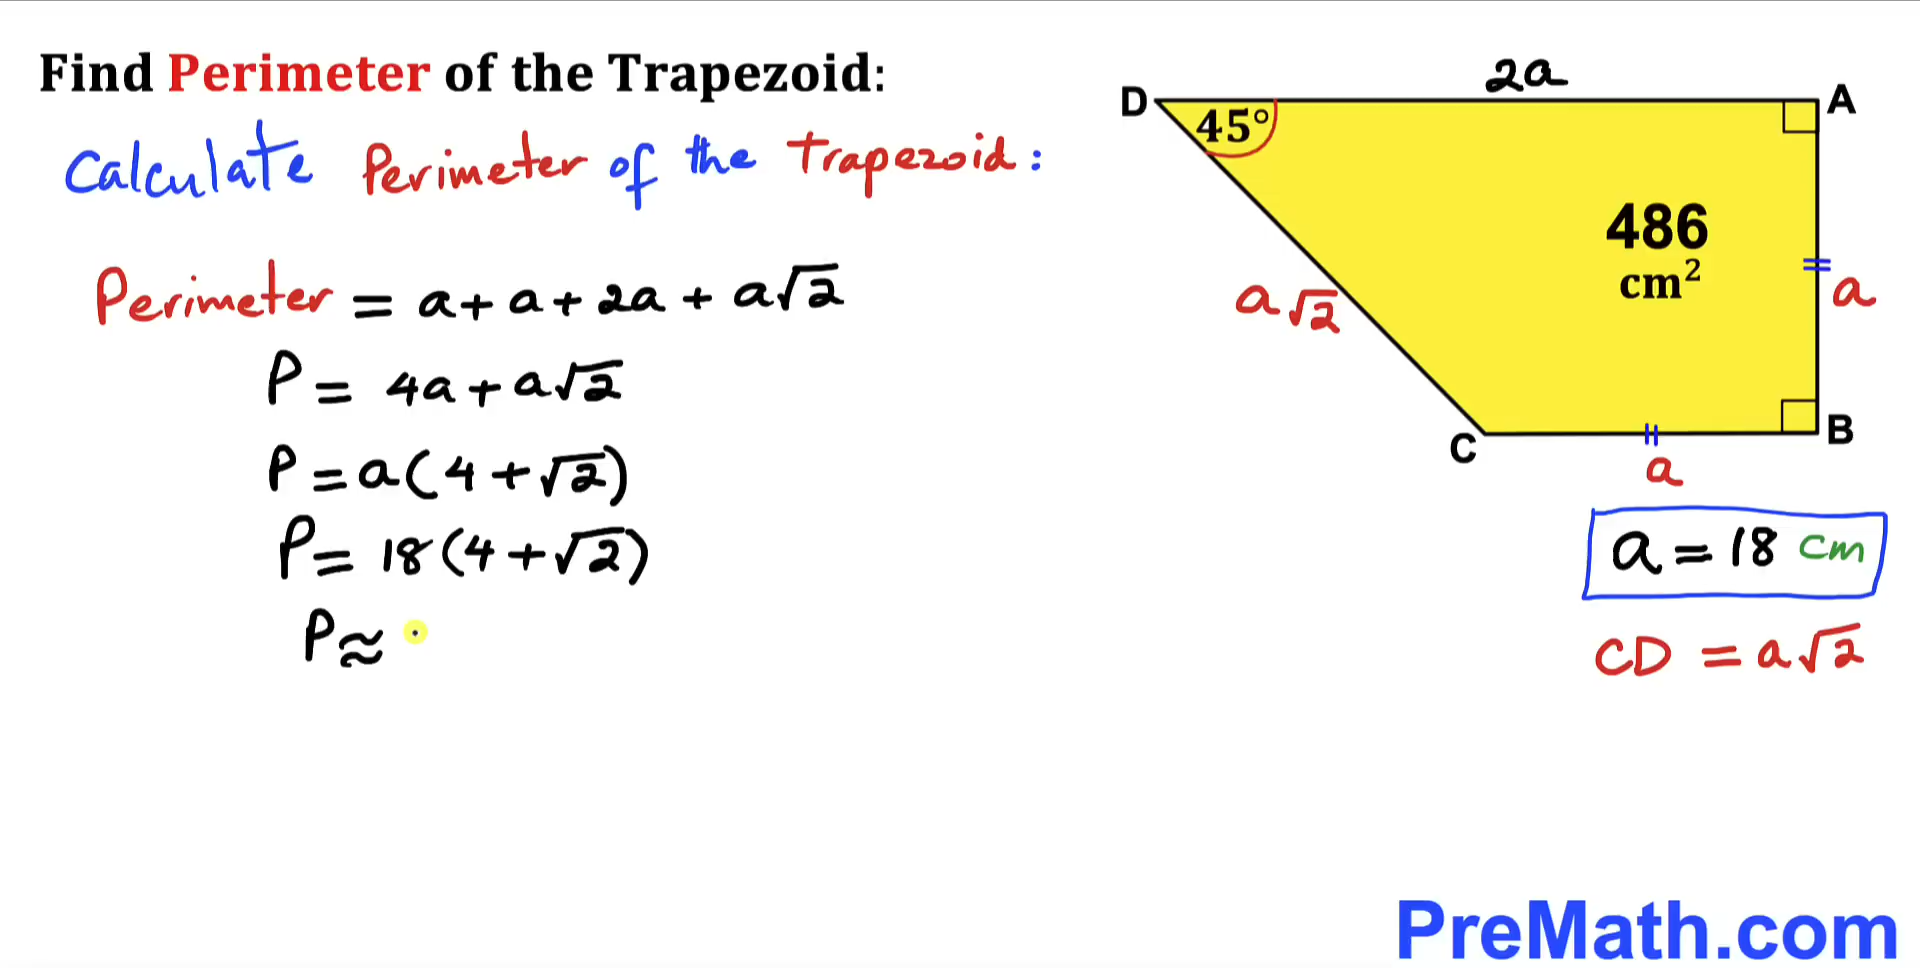 Find Perimeter of the Trapezoid:
Calculate Perimeter of the Trapezoid:
Perimeter = a + a + 2a + a√2
P = 4a + a√2
P = a(4 + √2)
P = 18(4 + √2)
P ≈
2a
D
45°
A
486
cm²
a√2
a
C
B
a
a = 18 cm
CD = a√2
PreMath.com